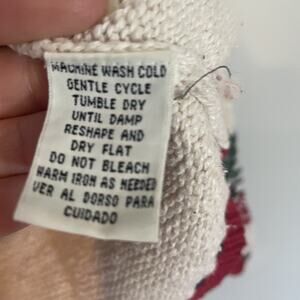 MACHINE WASH COLD
GENTLE CYCLE
TUMBLE DRY
UNTIL DAMP
RESHAPE AND
DRY FLAT
DO NOT BLEACH
WARM IRON AS NEEDED
VER AL DORSO PARA
CUIDADO